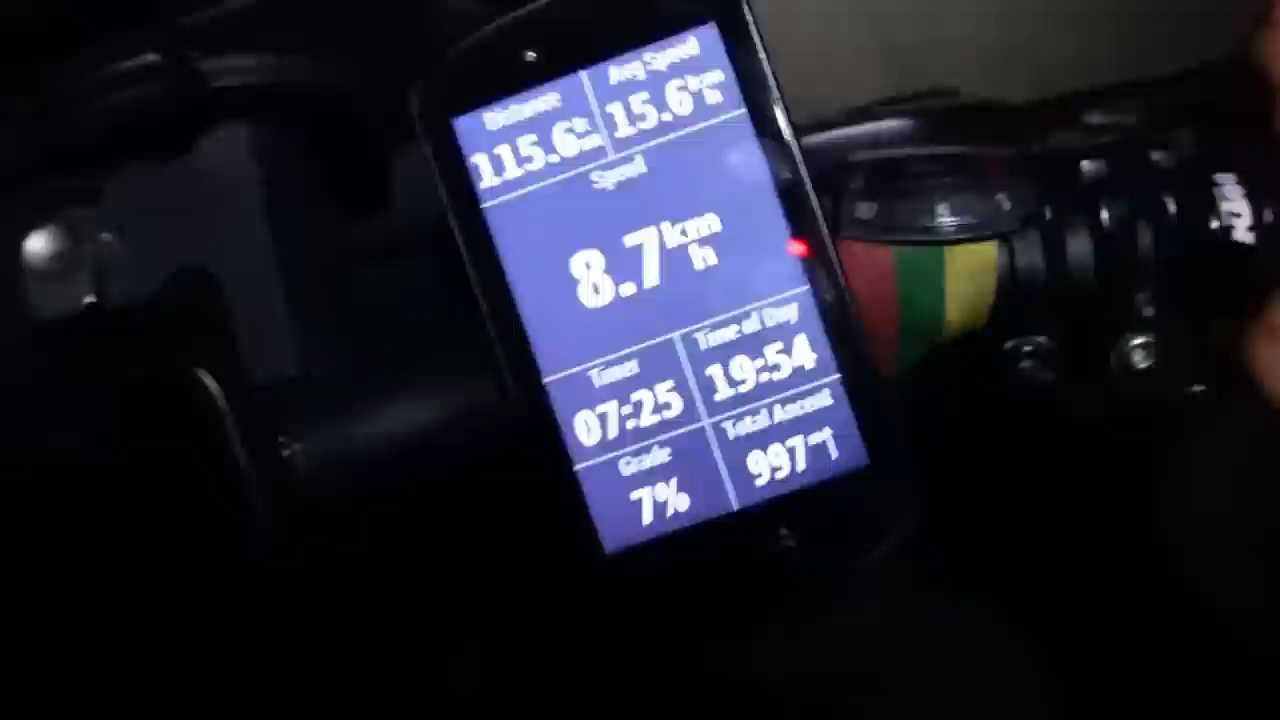 Distance
Avg Speed
115.6 km
15.6 km/h
Speed
8.7 km/h
Timer
Time of Day
07:25
19:54
Grade
Total Ascent
7%
997 m